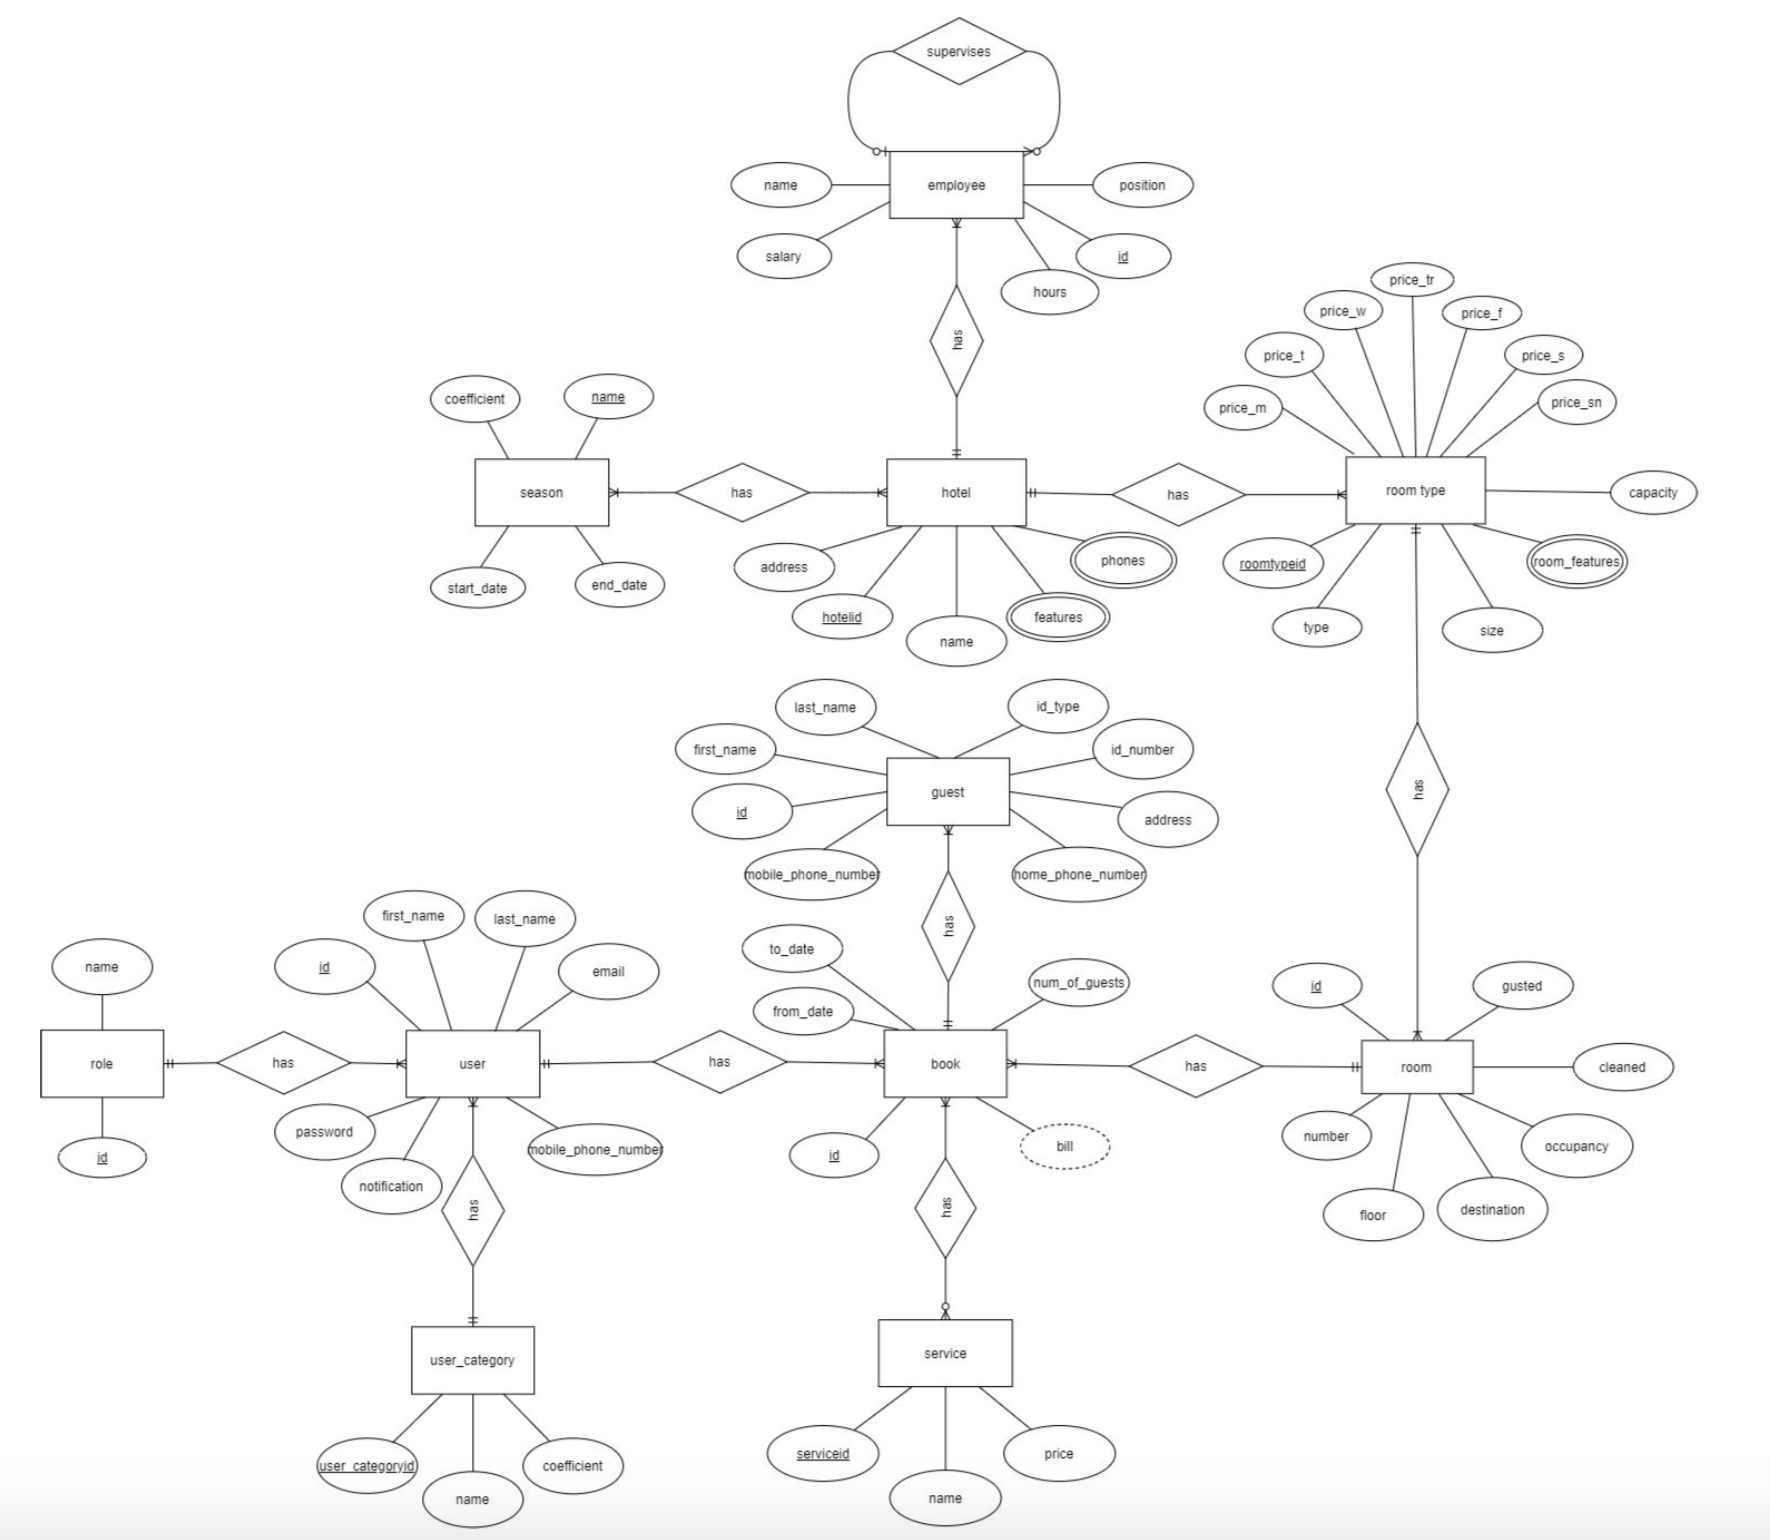 supervises
name
employee
position
salary
id
hours
has
price_tr
price_w
price_f
price_t
price_s
price_m
price_sn
coefficient
name
season
has
hotel
has
room type
capacity
start_date
end_date
address
phones
hotelid
features
name
roomtypeid
room_features
type
size
last_name
id_type
first_name
id_number
guest
id
address
mobile_phone_number
home_phone_number
has
has
first_name
last_name
to_date
name
id
email
num_of_guests
id
gusted
from_date
role
has
user
has
book
has
room
cleaned
password
mobile_phone_number
id
bill
number
occupancy
id
notification
has
has
floor
destination
user_category
service
user_categoryid
coefficient
serviceid
price
name
name